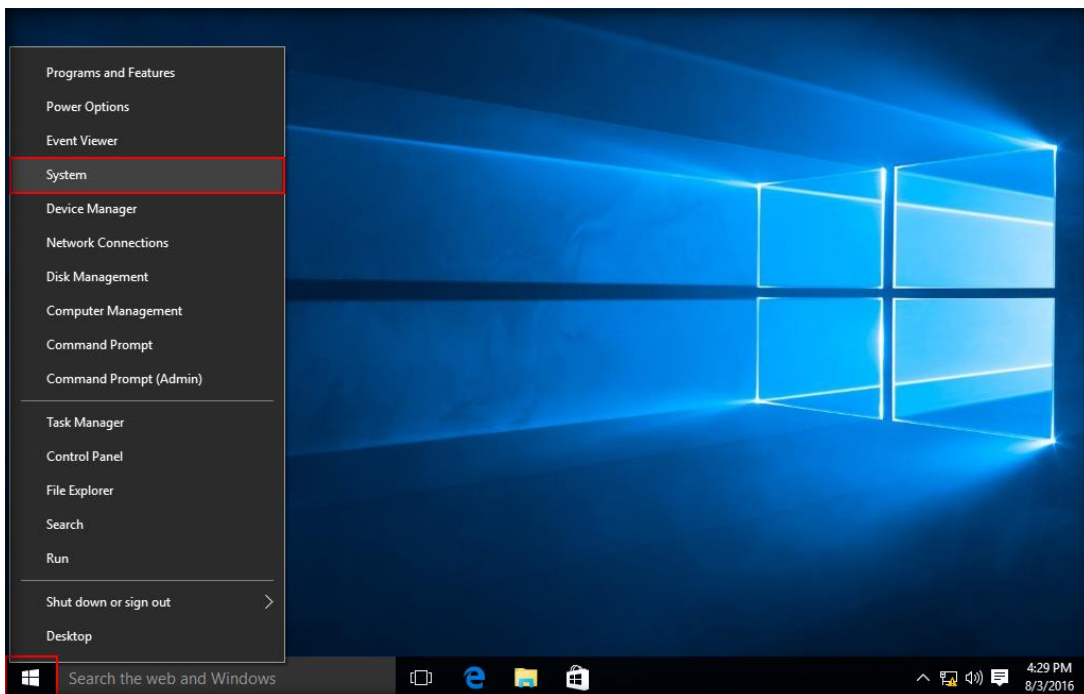 Programs and Features
Power Options
Event Viewer
System
Device Manager
Network Connections
Disk Management
Computer Management
Command Prompt
Command Prompt (Admin)
Task Manager
Control Panel
File Explorer
Search
Run
Shut down or sign out
Desktop
Search the web and Windows
4:29 PM
8/3/2016